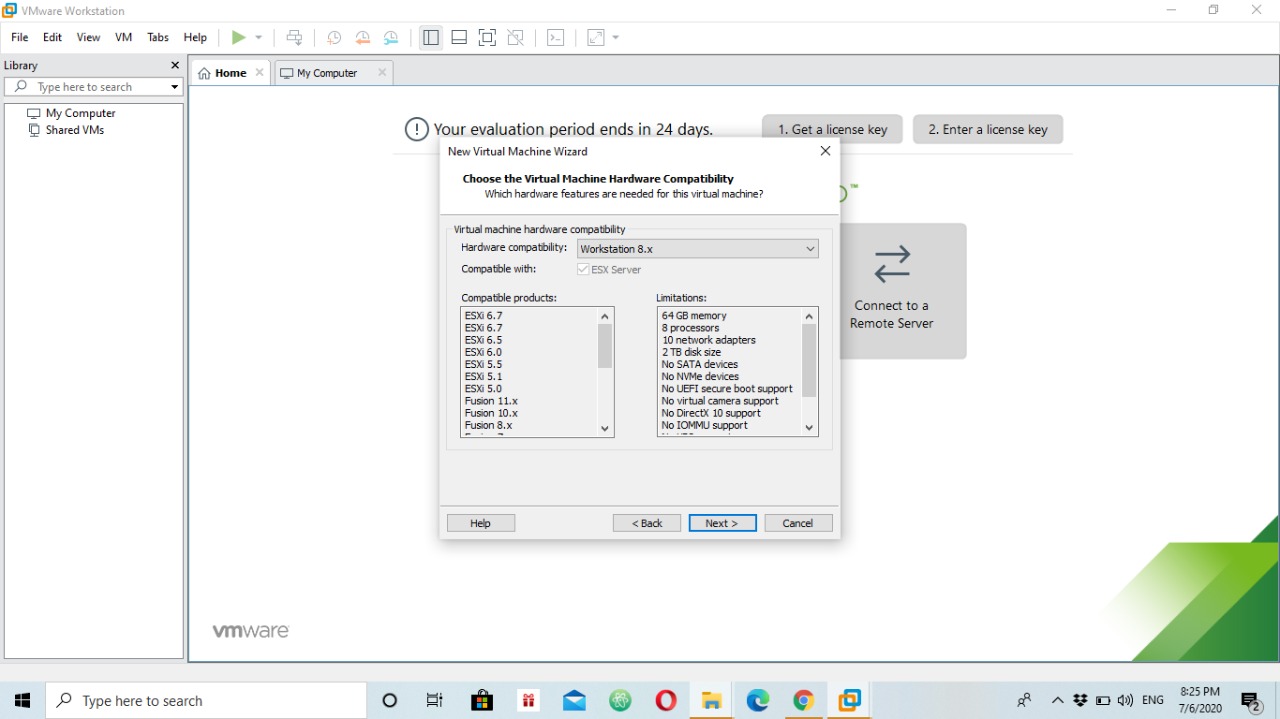 VMware Workstation
File Edit View VM Tabs Help
Library
Type here to search
My Computer
Shared VMs
Home
My Computer
! Your evaluation period ends in 24 days.
1. Get a license key
2. Enter a license key
™
New Virtual Machine Wizard
Choose the Virtual Machine Hardware Compatibility
Which hardware features are needed for this virtual machine?
Virtual machine hardware compatibility
Hardware compatibility: Workstation 8.x
Compatible with: ESX Server
Compatible products:
ESXi 6.7
ESXi 6.7
ESXi 6.5
ESXi 6.0
ESXi 5.5
ESXi 5.1
ESXi 5.0
Fusion 11.x
Fusion 10.x
Fusion 8.x
Limitations:
64 GB memory
8 processors
10 network adapters
2 TB disk size
No SATA devices
No NVMe devices
No UEFI secure boot support
No virtual camera support
No DirectX 10 support
No IOMMU support
Help
< Back
Next >
Cancel
Connect to a
Remote Server
vmware
Type here to search
ENG
8:25 PM
7/6/2020
2